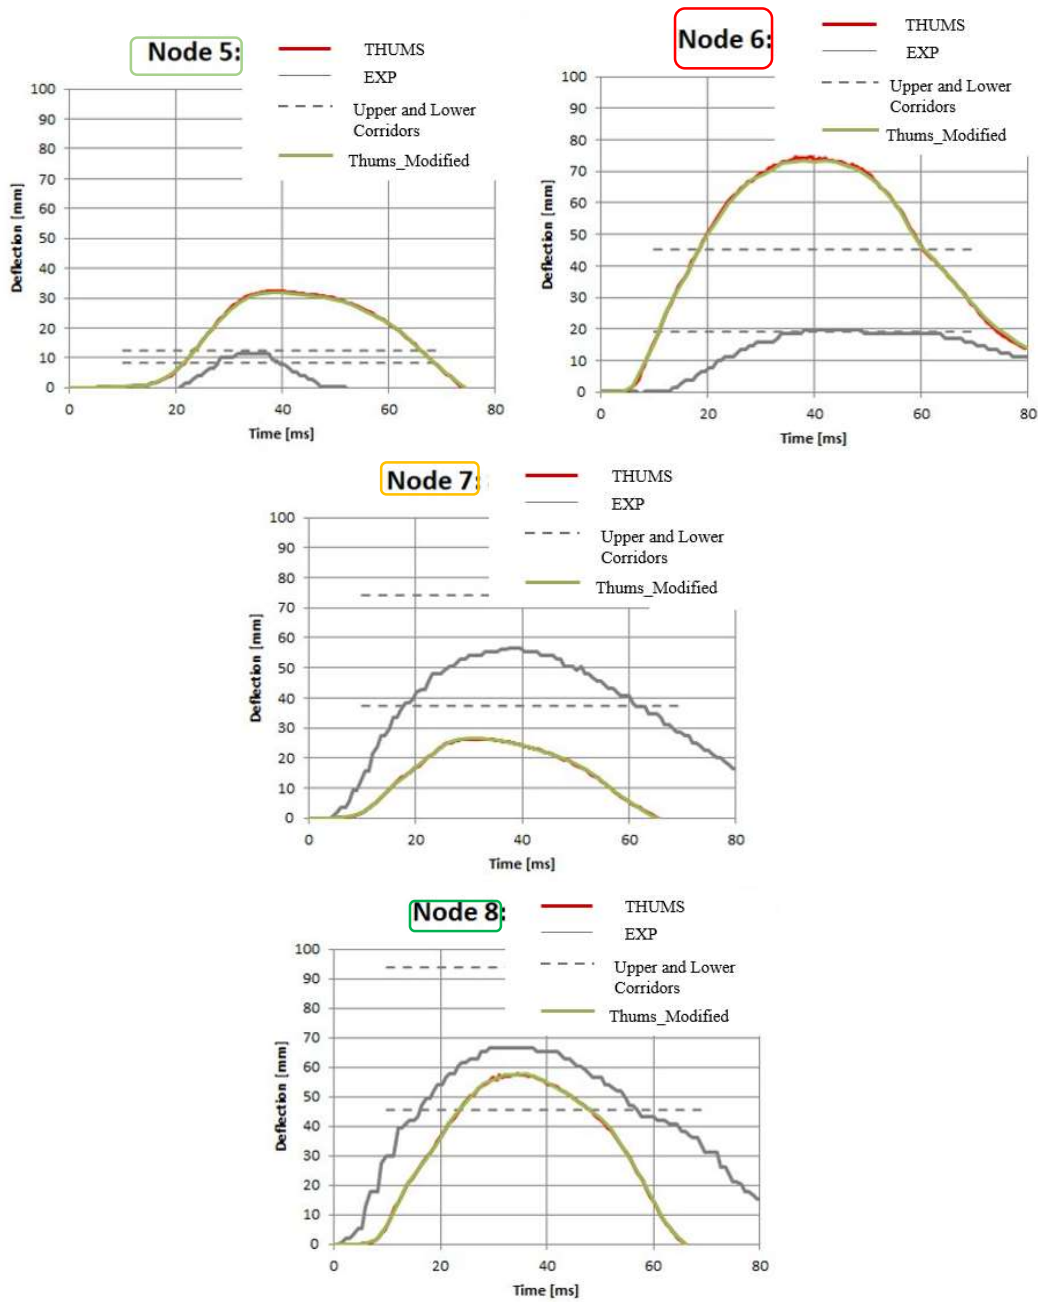 Node 5:
THUMS
EXP
Upper and Lower
Corridors
Thums_Modified
100
90
80
70
60
50
40
30
20
10
0
Deflection [mm]
0 20 40 60 80
Time [ms]
Node 6:
THUMS
EXP
Upper and Lower
Corridors
Thums_Modified
100
90
80
70
60
50
40
30
20
10
0
Deflection [mm]
0 20 40 60 80
Time [ms]
Node 7:
THUMS
EXP
Upper and Lower
Corridors
Thums_Modified
100
90
80
70
60
50
40
30
20
10
0
Deflection [mm]
0 20 40 60 80
Time [ms]
Node 8:
THUMS
EXP
Upper and Lower
Corridors
Thums_Modified
100
90
80
70
60
50
40
30
20
10
0
Deflection [mm]
0 20 40 60 80
Time [ms]